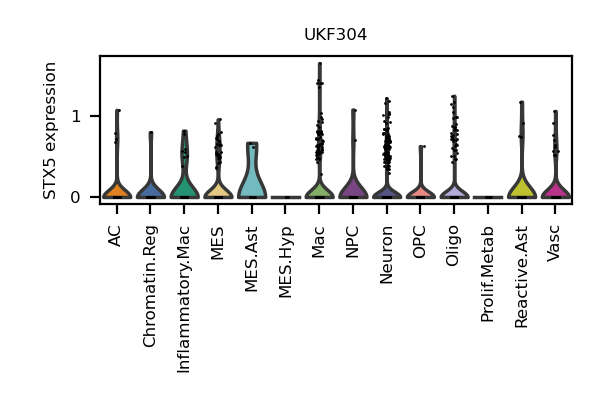 UKF304
STX5 expression
1
0
AC
Chromatin.Reg
Inflammatory.Mac
MES
MES.Ast
MES.Hyp
Mac
NPC
Neuron
OPC
Oligo
Prolif.Metab
Reactive.Ast
Vasc